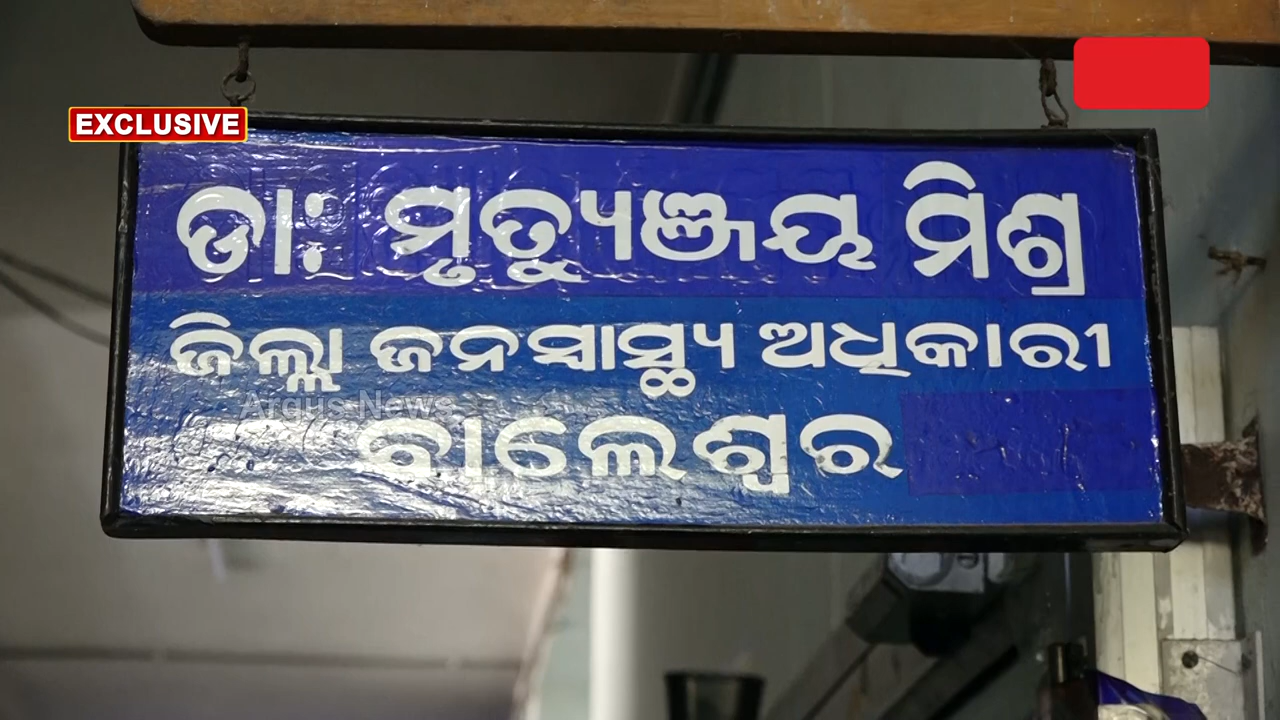 EXCLUSIVE
ଡା: ମୃତ୍ୟୁଞ୍ଜୟ ମିଶ୍ର
ଜିଲ୍ଲା ଜନସ୍ୱାସ୍ଥ୍ୟ ଅଧିକାରୀ
Argus News
ବାଲେଶ୍ୱର